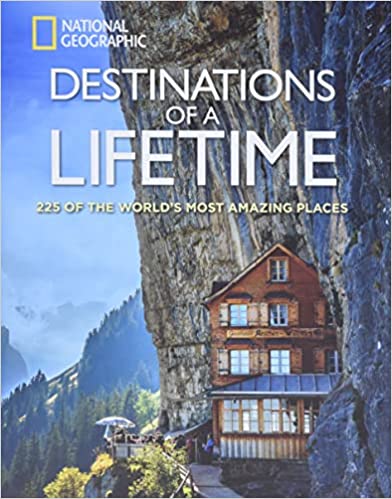 NATIONAL
GEOGRAPHIC
DESTINATIONS
OF A
LIFETIME
225 OF THE WORLD'S MOST AMAZING PLACES